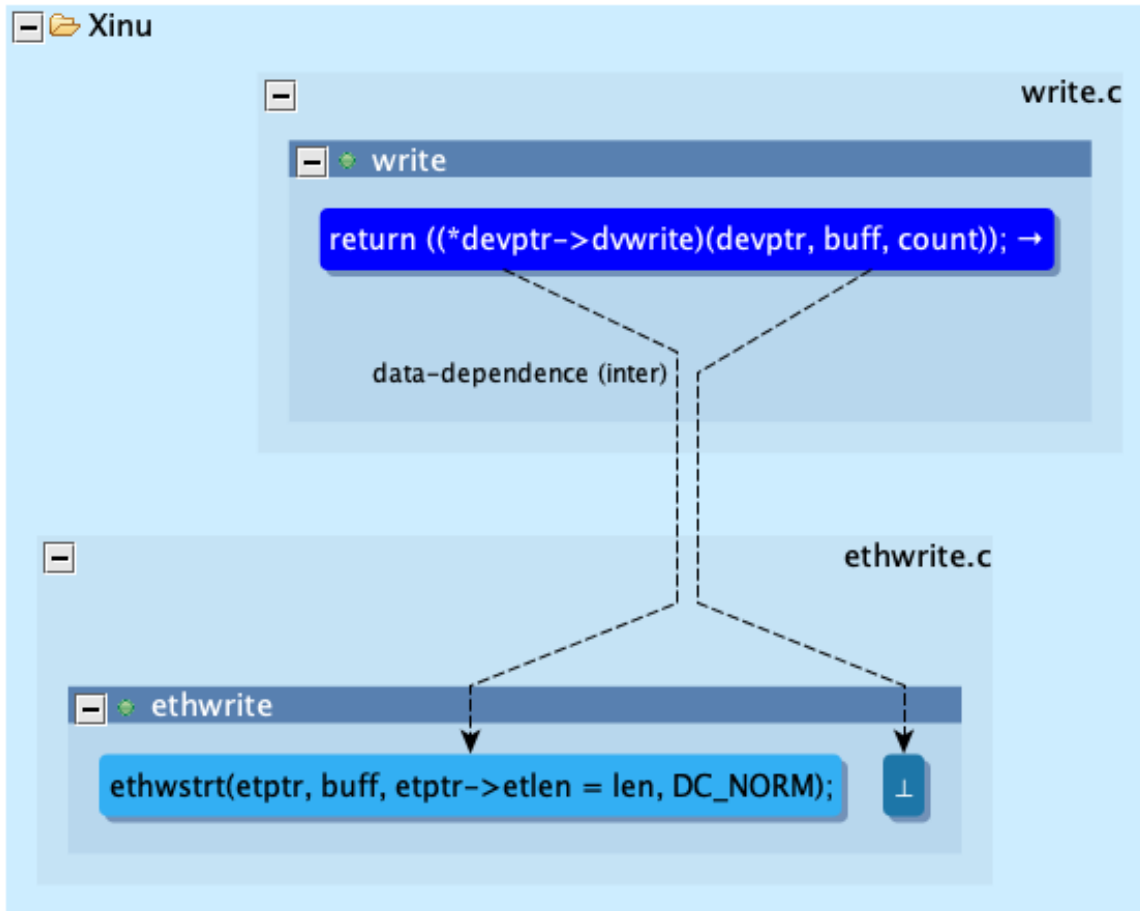 Xinu
write.c
write
return ((*devptr->dvwrite)(devptr, buff, count)); →
data-dependence (inter)
ethwrite.c
ethwrite
ethwstrt(etptr, buff, etptr->etlen = len, DC_NORM);
⊥